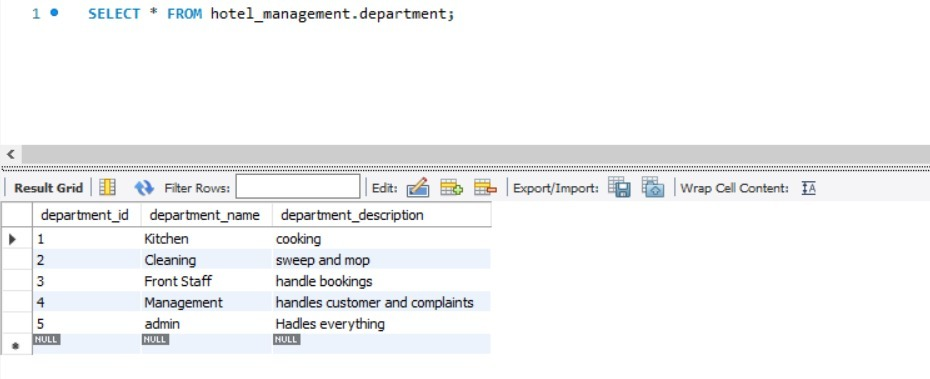 1 SELECT * FROM hotel_management.department;
Result Grid Filter Rows: Edit: Export/Import: Wrap Cell Content: IA
department_id department_name department_description
1 Kitchen cooking
2 Cleaning sweep and mop
3 Front Staff handle bookings
4 Management handles customer and complaints
5 admin Hadles everything
NULL NULL NULL